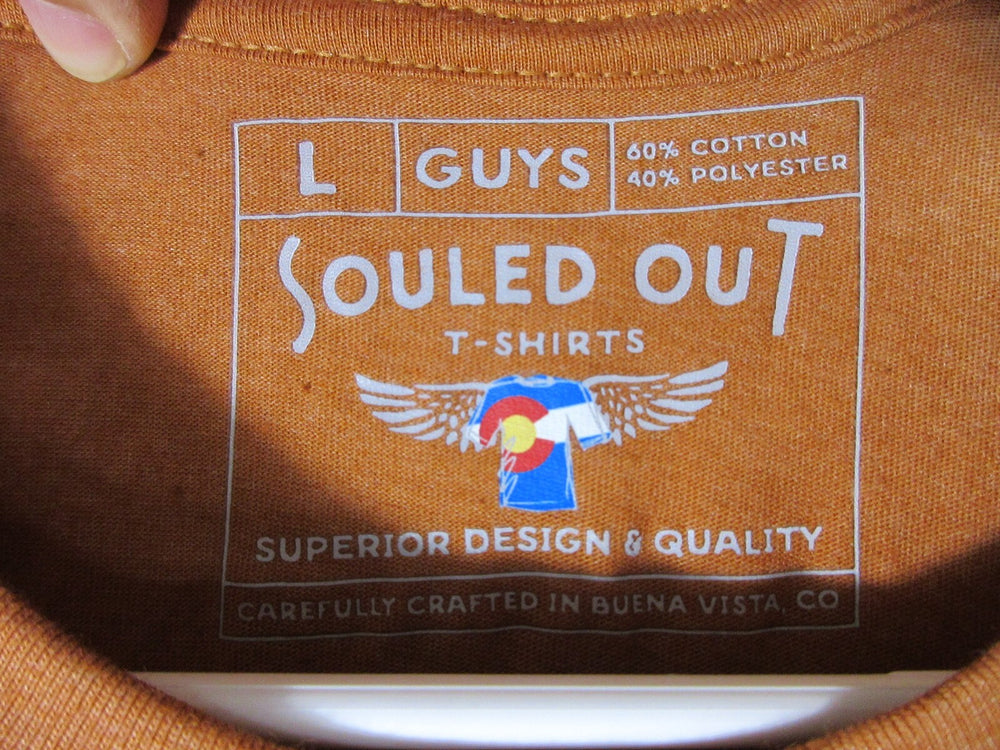 L GUYS 60% COTTON
40% POLYESTER
SOULED OUT
T-SHIRTS
SUPERIOR DESIGN & QUALITY
CAREFULLY CRAFTED IN BUENA VISTA, CO